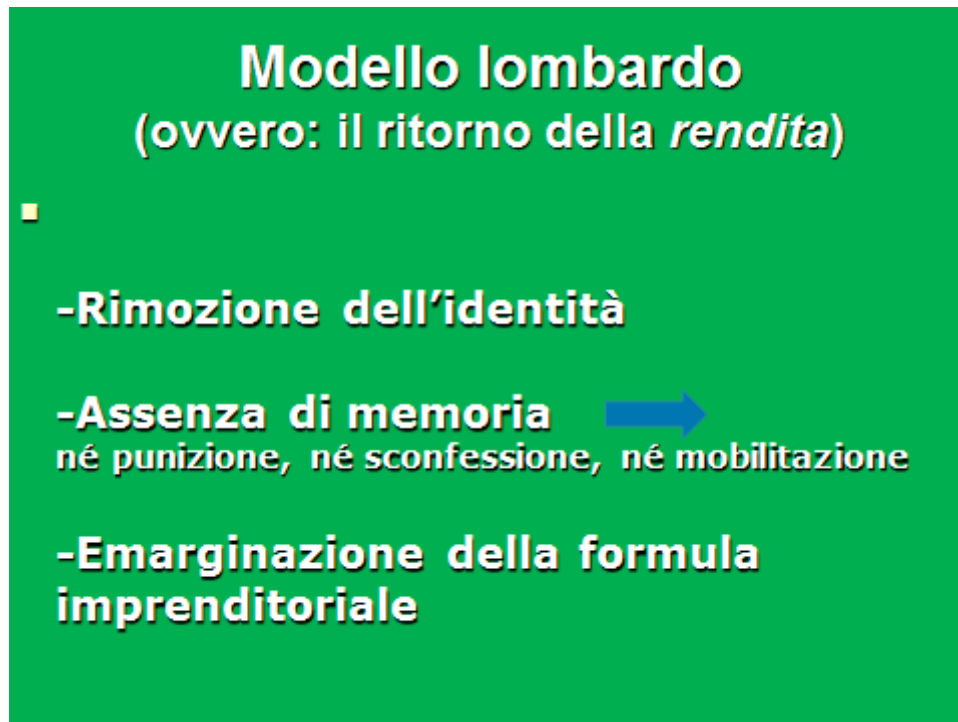 Modello lombardo
(ovvero: il ritorno della rendita)
-Rimozione dell’identità
-Assenza di memoria
né punizione, né sconfessione, né mobilitazione
-Emarginazione della formula
imprenditoriale